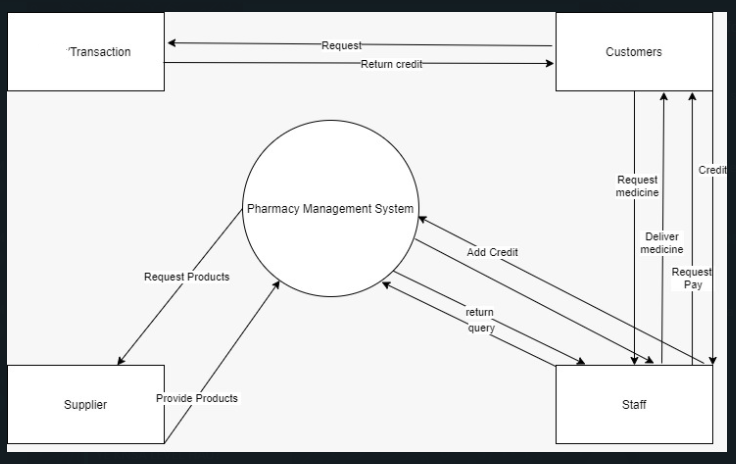 'Transaction
Request
Return credit
Customers
Credit
Request
medicine
Deliver
medicine
Request
Pay
Pharmacy Management System
Add Credit
Request Products
return
query
Provide Products
Supplier
Staff